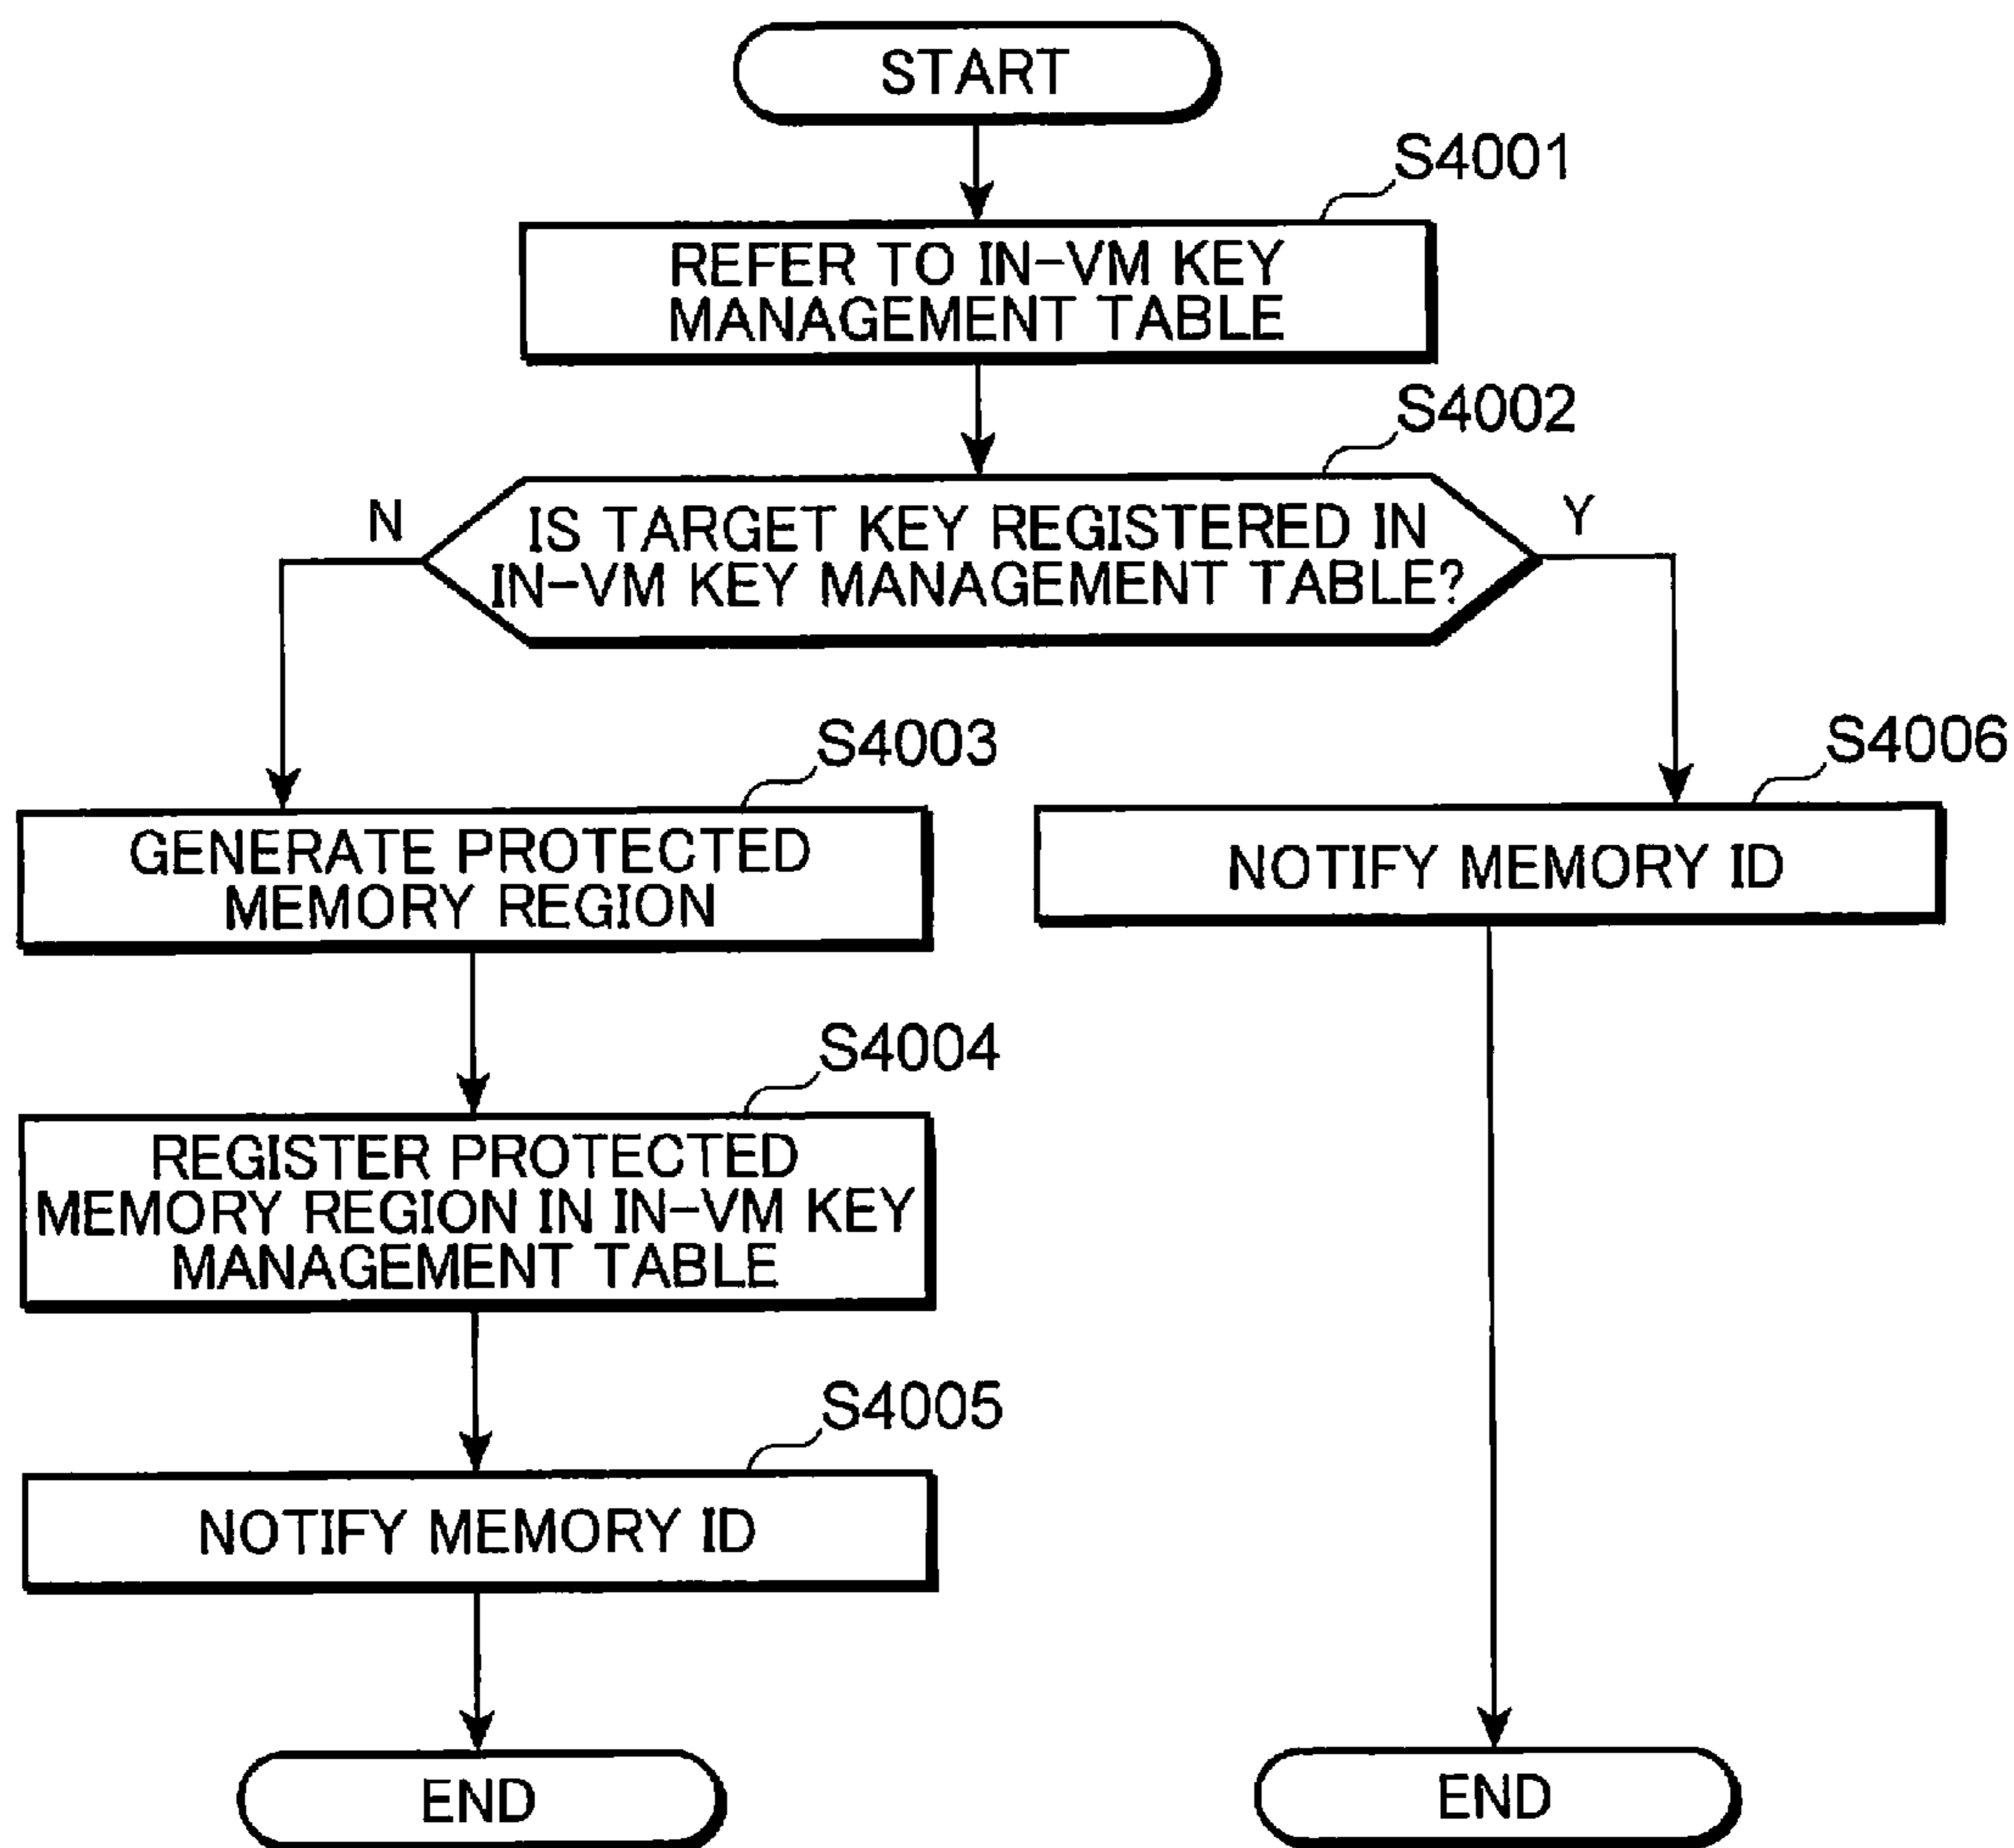 START
S4001
REFER TO IN-VM KEY
MANAGEMENT TABLE
S4002
N
IS TARGET KEY REGISTERED IN
IN-VM KEY MANAGEMENT TABLE?
Y
S4003
GENERATE PROTECTED
MEMORY REGION
S4006
NOTIFY MEMORY ID
S4004
REGISTER PROTECTED
MEMORY REGION IN IN-VM KEY
MANAGEMENT TABLE
S4005
NOTIFY MEMORY ID
END
END